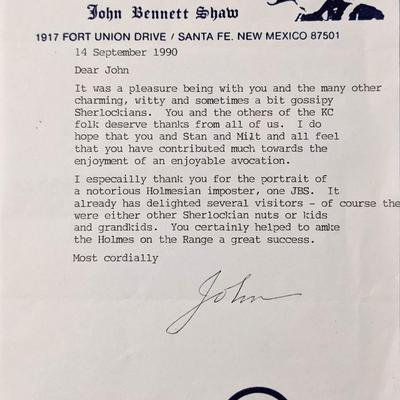 John Bennett Shaw
1917 FORT UNION DRIVE / SANTA FE, NEW MEXICO 87501
14 September 1990
Dear John
It was a pleasure being with you and the many other
charming, witty and sometimes a bit gossipy
Sherlockians. You and the others of the KC
folk deserve thanks from all of us. I do
hope that you and Stan and Milt and all feel
that you have contributed much towards the
enjoyment of an enjoyable avocation.
I especailly thank you for the portrait of
a notorious Holmesian imposter, one JBS. It
already has delighted several visitors - of course the
were either other Sherlockian nuts or kids
and grandkids. You certainly helped to amke
the Holmes on the Range a great success.
Most cordially
John